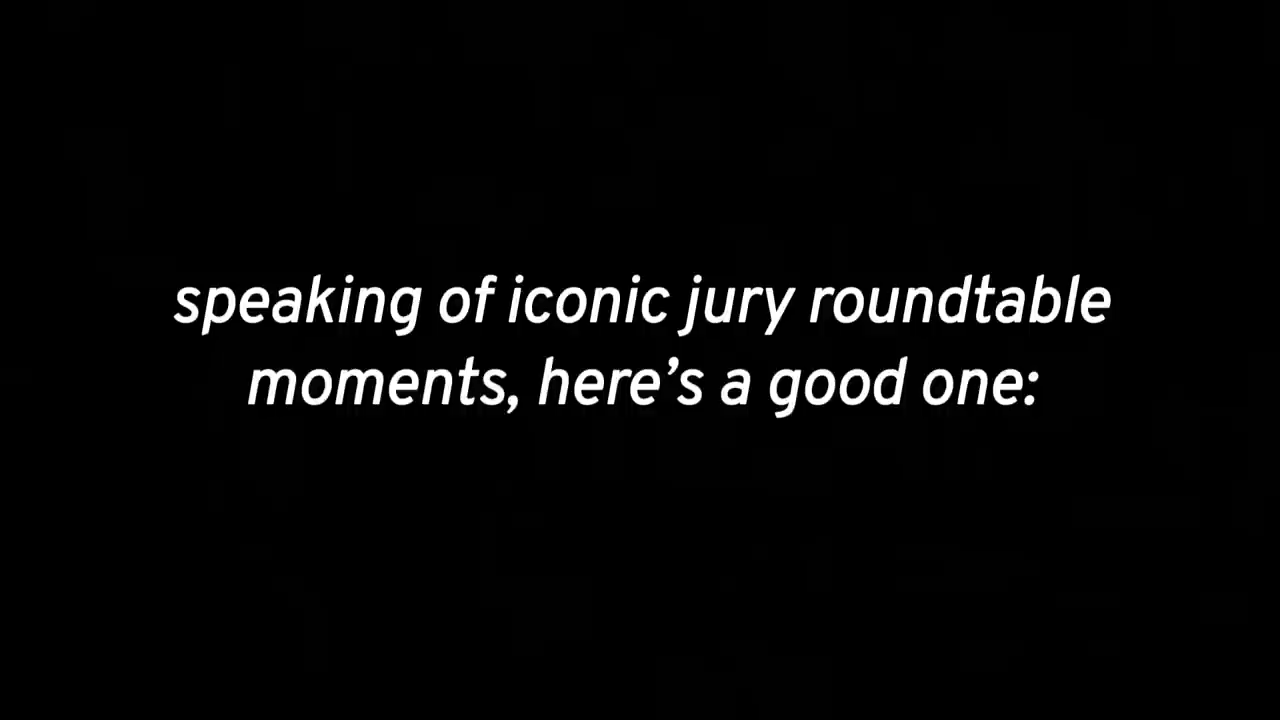 speaking of iconic jury roundtable
moments, here’s a good one: